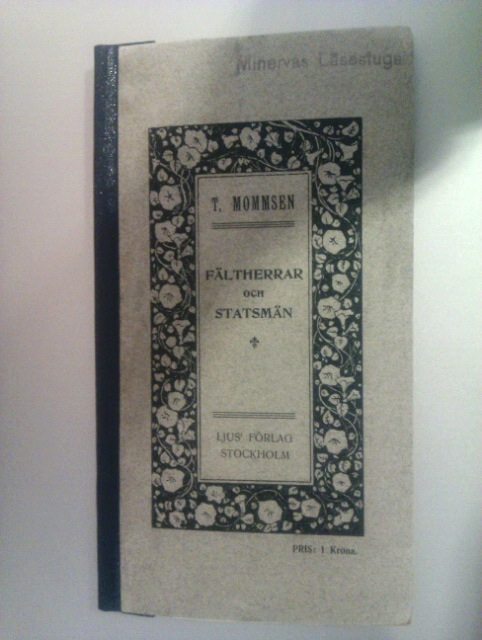 Minervas Läsestuga
T. MOMMSEN
FÄLTHERRAR
OCH
STATSMÄN
LJUS' FÖRLAG
STOCKHOLM
PRIS: 1 Krona.